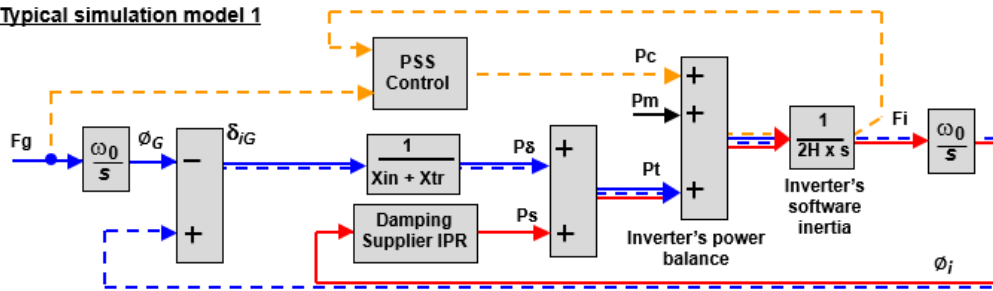 Typical simulation model 1
PSS
Control
Pc
Pm
Fg
ω0
s
ØG
δiG
−
+
1
Xin + Xtr
Pδ
Damping
Supplier IPR
Ps
+
+
Pt
+
+
+
Inverter's power
balance
1
2H x s
Inverter's
software
inertia
Fi
ω0
s
Øi